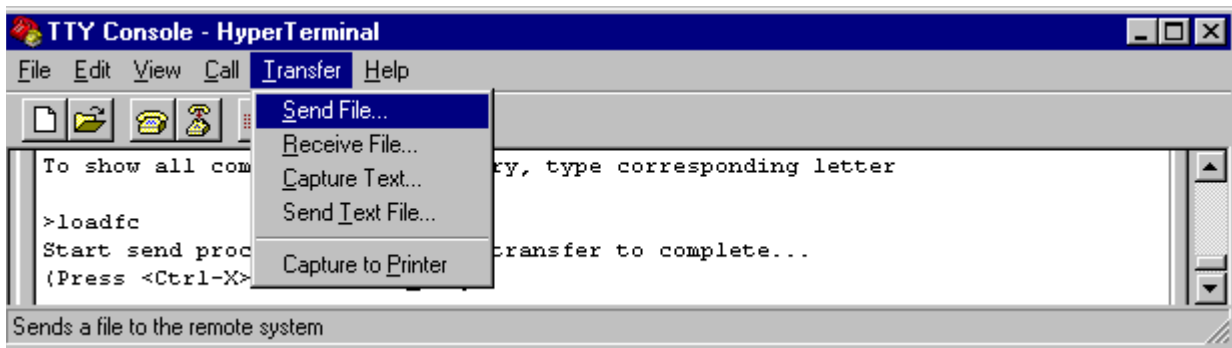 TTY Console - HyperTerminal
File Edit View Call Transfer Help
Send File...
Receive File...
Capture Text...
Send Text File...
Capture to Printer
To show all com ry, type corresponding letter
>loadfc
Start send proc transfer to complete...
(Press <Ctrl-X>
Sends a file to the remote system